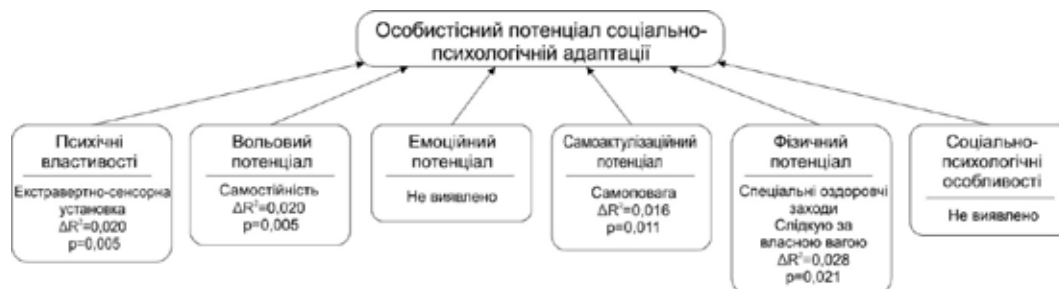 Особистісний потенціал соціально-
психологічній адаптації
Психічні
властивості
Екстравертно-сенсорна
установка
ΔR²=0,020
p=0,005
Вольовий
потенціал
Самостійність
ΔR²=0,020
p=0,005
Емоційний
потенціал
Не виявлено
Самоактулізаційний
потенціал
Самоповага
ΔR²=0,016
p=0,011
Фізичний
потенціал
Спеціальні оздоровчі
заходи
Слідкую за
власною вагою
ΔR²=0,028
p=0,021
Соціально-
психологічні
особливості
Не виявлено